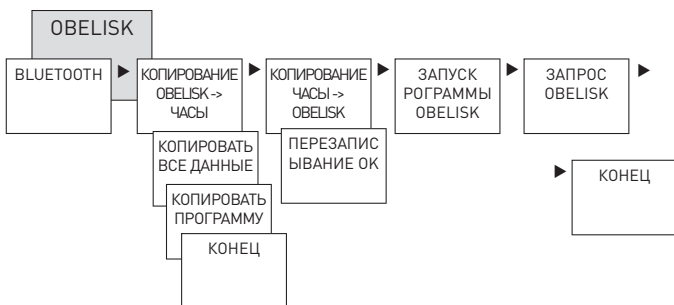 OBELISK
BLUETOOTH
КОПИРОВАНИЕ
OBELISK ->
ЧАСЫ
КОПИРОВАТЬ
ВСЕ ДАННЫЕ
КОПИРОВАТЬ
ПРОГРАММУ
КОНЕЦ
КОПИРОВАНИЕ
ЧАСЫ ->
OBELISK
ПЕРЕЗАПИС
ЫВАНИЕ OK
ЗАПУСК
РОГРАММЫ
OBELISK
ЗАПРОС
OBELISK
КОНЕЦ